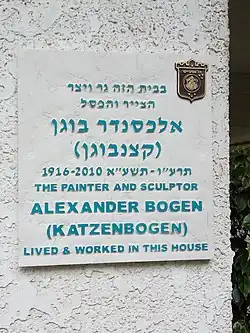 בבית הזה גר ויצר
הצייר והפסל
אלכסנדר בוגן
(קצנבוגן)
תרע״ו - תשע״א 1916-2010
THE PAINTER AND SCULPTOR
ALEXANDER BOGEN
(KATZENBOGEN)
LIVED & WORKED IN THIS HOUSE